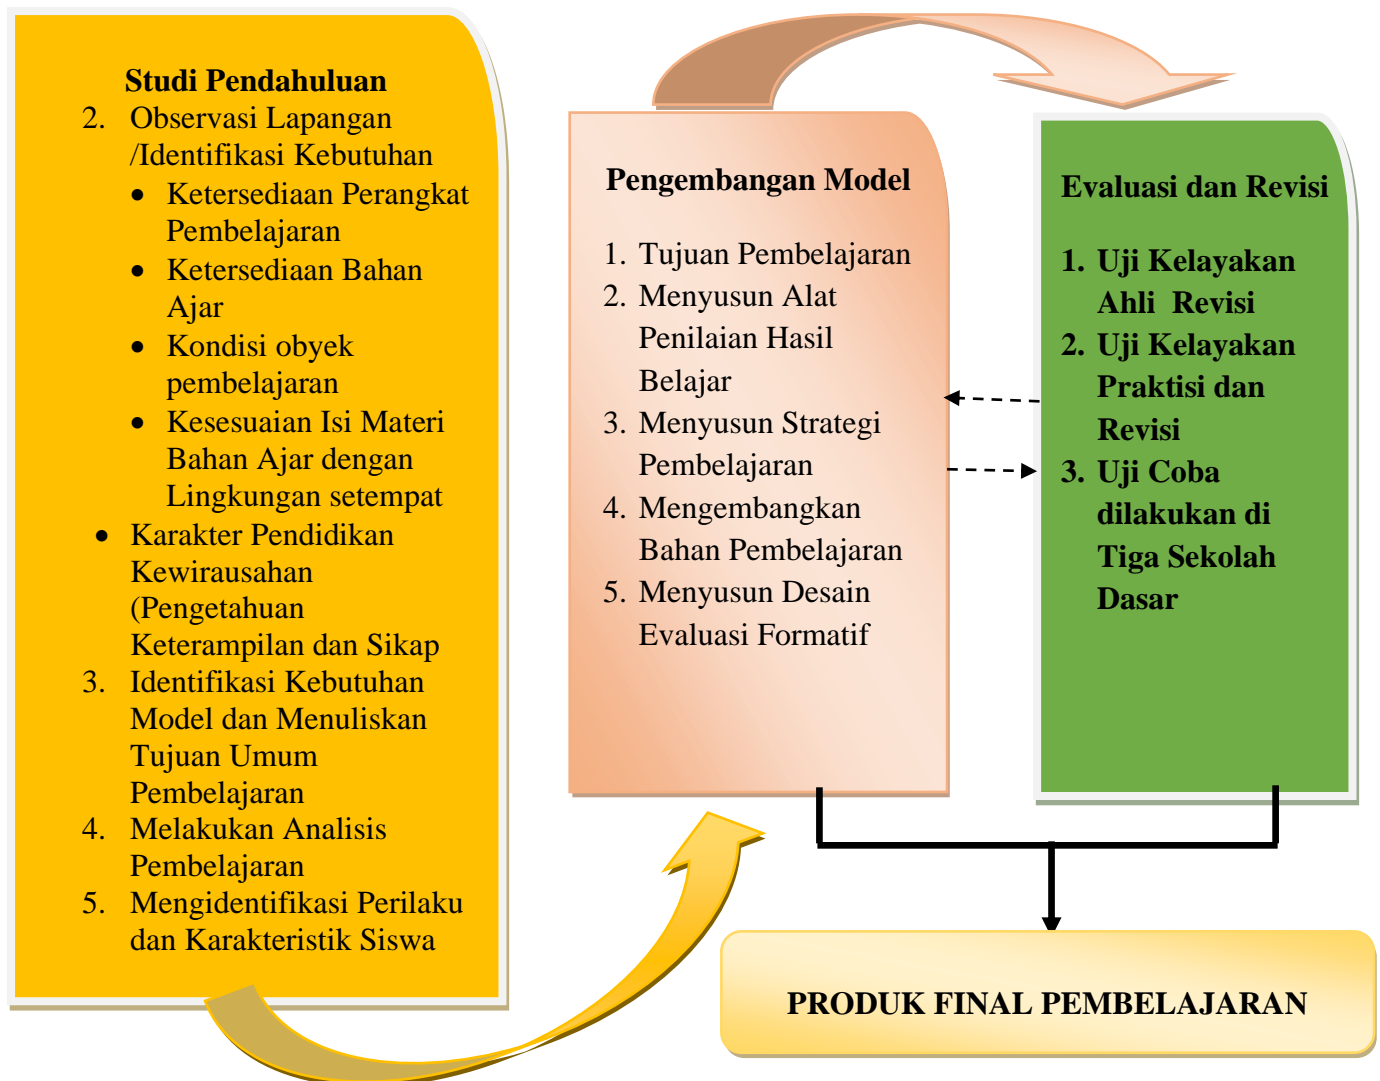 Studi Pendahuluan
2. Observasi Lapangan
/Identifikasi Kebutuhan
• Ketersediaan Perangkat
Pembelajaran
• Ketersediaan Bahan
Ajar
• Kondisi obyek
pembelajaran
• Kesesuaian Isi Materi
Bahan Ajar dengan
Lingkungan setempat
• Karakter Pendidikan
Kewirausahan
(Pengetahuan
Keterampilan dan Sikap
3. Identifikasi Kebutuhan
Model dan Menuliskan
Tujuan Umum
Pembelajaran
4. Melakukan Analisis
Pembelajaran
5. Mengidentifikasi Perilaku
dan Karakteristik Siswa
Pengembangan Model
1. Tujuan Pembelajaran
2. Menyusun Alat
Penilaian Hasil
Belajar
3. Menyusun Strategi
Pembelajaran
4. Mengembangkan
Bahan Pembelajaran
5. Menyusun Desain
Evaluasi Formatif
Evaluasi dan Revisi
1. Uji Kelayakan
Ahli Revisi
2. Uji Kelayakan
Praktisi dan
Revisi
3. Uji Coba
dilakukan di
Tiga Sekolah
Dasar
PRODUK FINAL PEMBELAJARAN